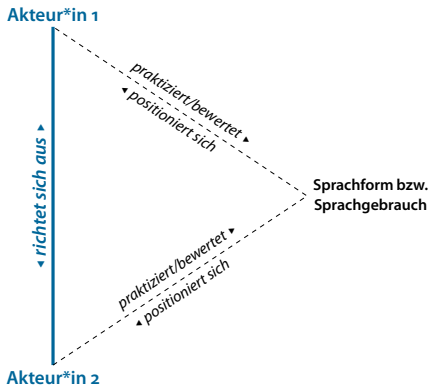 Akteur*in 1
praktiziert/bewertet ▸
◂ positioniert sich
◂ richtet sich aus ▸
Sprachform bzw.
Sprachgebrauch
praktiziert/bewertet ▸
◂ positioniert sich
Akteur*in 2